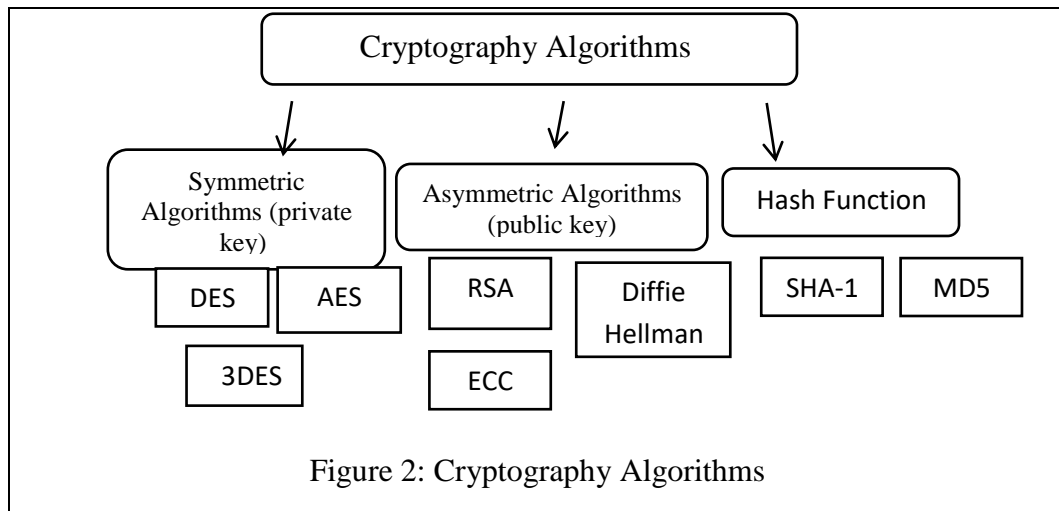 Cryptography Algorithms
Symmetric
Algorithms (private
key)
Asymmetric Algorithms
(public key)
Hash Function
DES
AES
3DES
RSA
Diffie
Hellman
ECC
SHA-1
MD5
Figure 2: Cryptography Algorithms